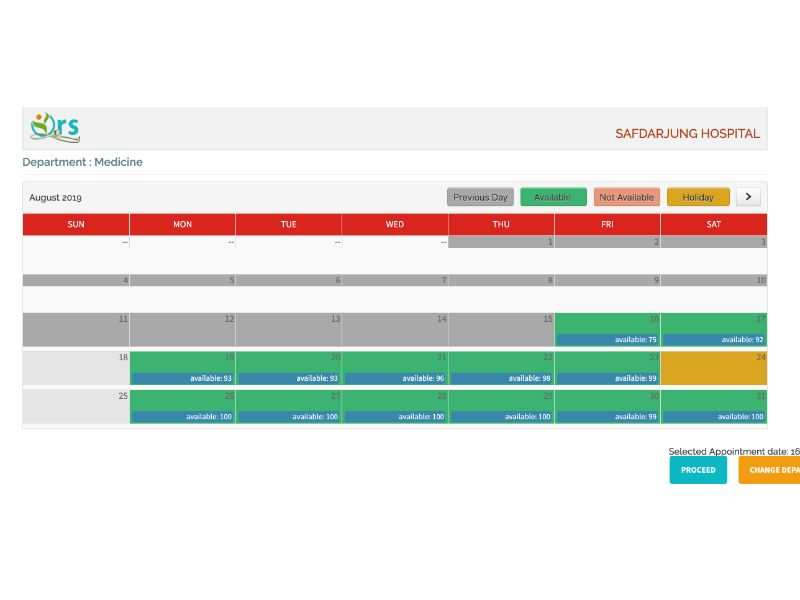 Ors
SAFDARJUNG HOSPITAL
Department : Medicine
August 2019 Previous Day Available Not Available Holiday >
SUN MON TUE WED THU FRI SAT
-- -- -- -- 1 2 3
4 5 6 7 8 9 10
11 12 13 14 15 16 17
available: 75 available: 92
18 19 20 21 22 23 24
available: 93 available: 93 available: 96 available: 98 available: 99
25 26 27 28 29 30 31
available: 100 available: 100 available: 100 available: 100 available: 99 available: 100
Selected Appointment date: 16
PROCEED CHANGE DEPA